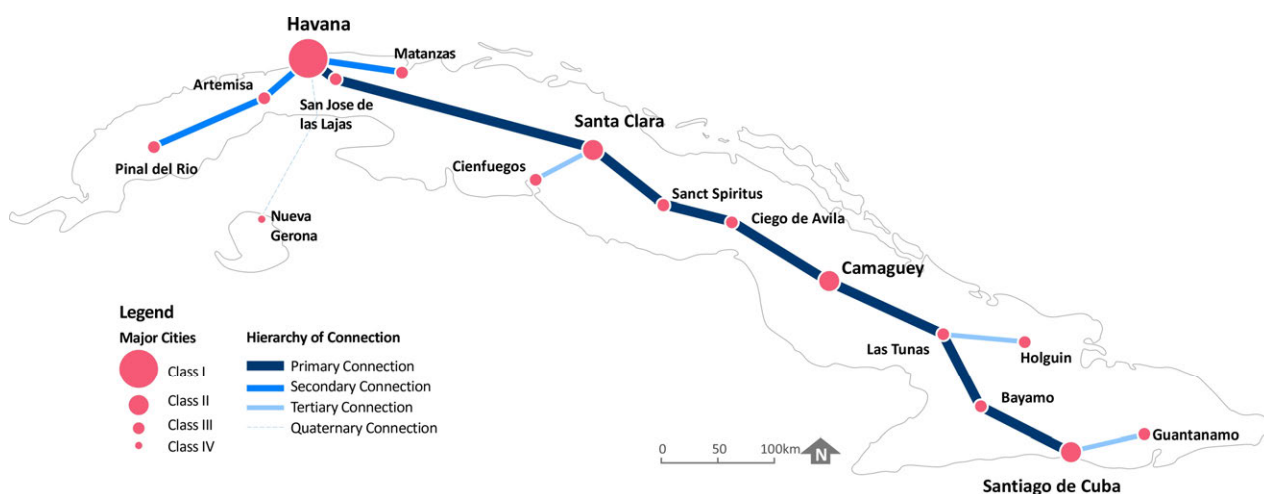 Havana
Matanzas
Artemisa
San Jose de
las Lajas
Pinal del Rio
Santa Clara
Cienfuegos
Sanct Spiritus
Ciego de Avila
Nueva
Gerona
Camaguey
Las Tunas
Holguin
Bayamo
Guantanamo
Santiago de Cuba
Legend
Major Cities
Class I
Class II
Class III
Class IV
Hierarchy of Connection
Primary Connection
Secondary Connection
Tertiary Connection
Quaternary Connection
0 50 100km
N